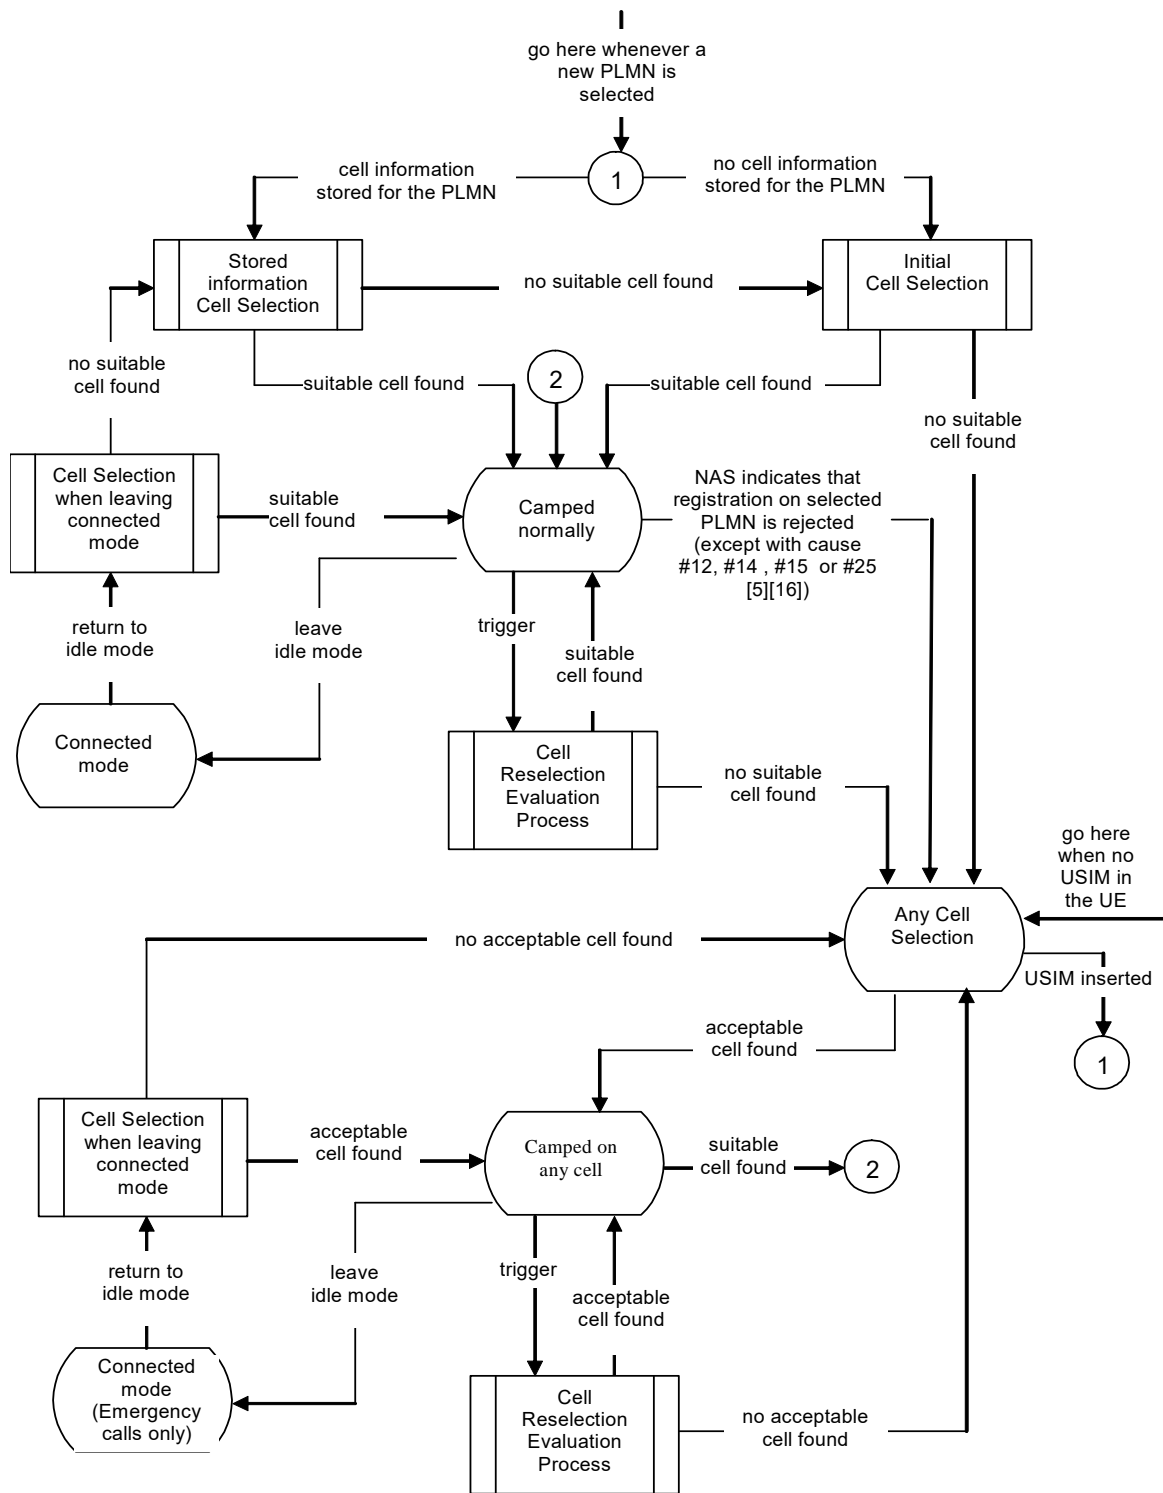 go here whenever a
new PLMN is
selected
cell information
stored for the PLMN
1
no cell information
stored for the PLMN
Stored
information
Cell Selection
no suitable cell found
Initial
Cell Selection
no suitable
cell found
suitable cell found
2
suitable cell found
no suitable
cell found
Cell Selection
when leaving
connected
mode
suitable
cell found
Camped
normally
NAS indicates that
registration on selected
PLMN is rejected
(except with cause
#12, #14 , #15 or #25
[5][16])
return to
idle mode
leave
idle mode
trigger
suitable
cell found
Connected
mode
Cell
Reselection
Evaluation
Process
no suitable
cell found
go here
when no
USIM in
the UE
Any Cell
Selection
no acceptable cell found
USIM inserted
acceptable
cell found
1
Cell Selection
when leaving
connected
mode
acceptable
cell found
Camped on
any cell
suitable
cell found
2
return to
idle mode
leave
idle mode
trigger
acceptable
cell found
Connected
mode
(Emergency
calls only)
Cell
Reselection
Evaluation
Process
no acceptable
cell found